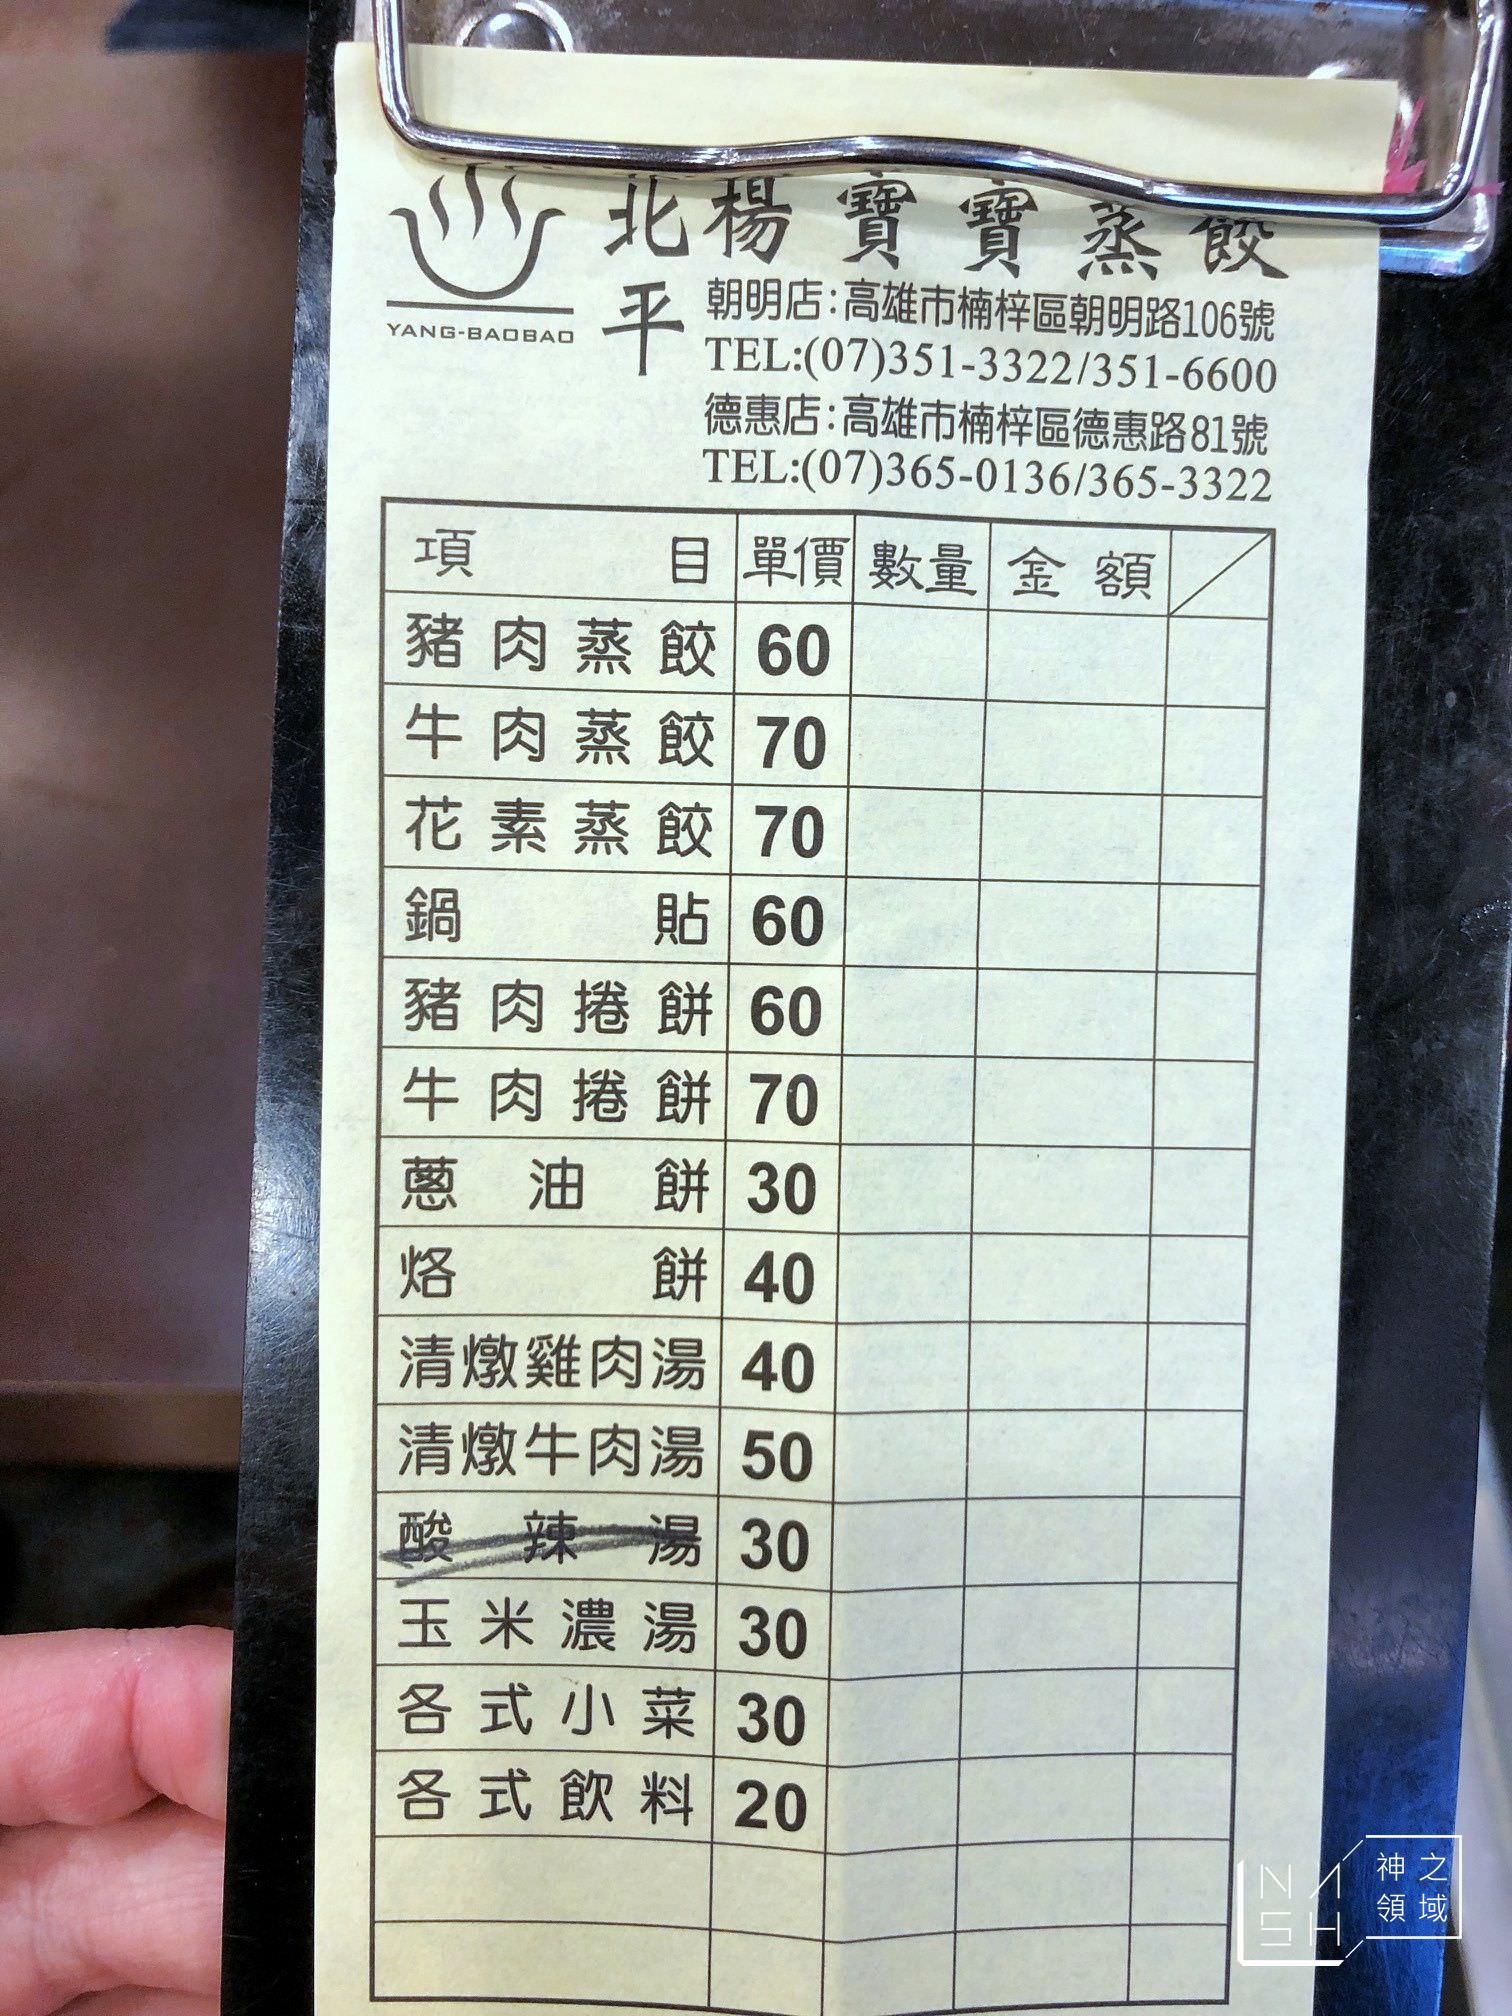 北楊寶寶蒸餃
平
YANG-BAOBAO
朝明店:高雄市楠梓區朝明路106號
TEL:(07)351-3322/351-6600
德惠店:高雄市楠梓區德惠路81號
TEL:(07)365-0136/365-3322
項目 單價 數量 金額
豬肉蒸餃 60
牛肉蒸餃 70
花素蒸餃 70
鍋貼 60
豬肉捲餅 60
牛肉捲餅 70
蔥油餅 30
烙餅 40
清燉雞肉湯 40
清燉牛肉湯 50
酸辣湯 30
玉米濃湯 30
各式小菜 30
各式飲料 20
NASH 神之領域